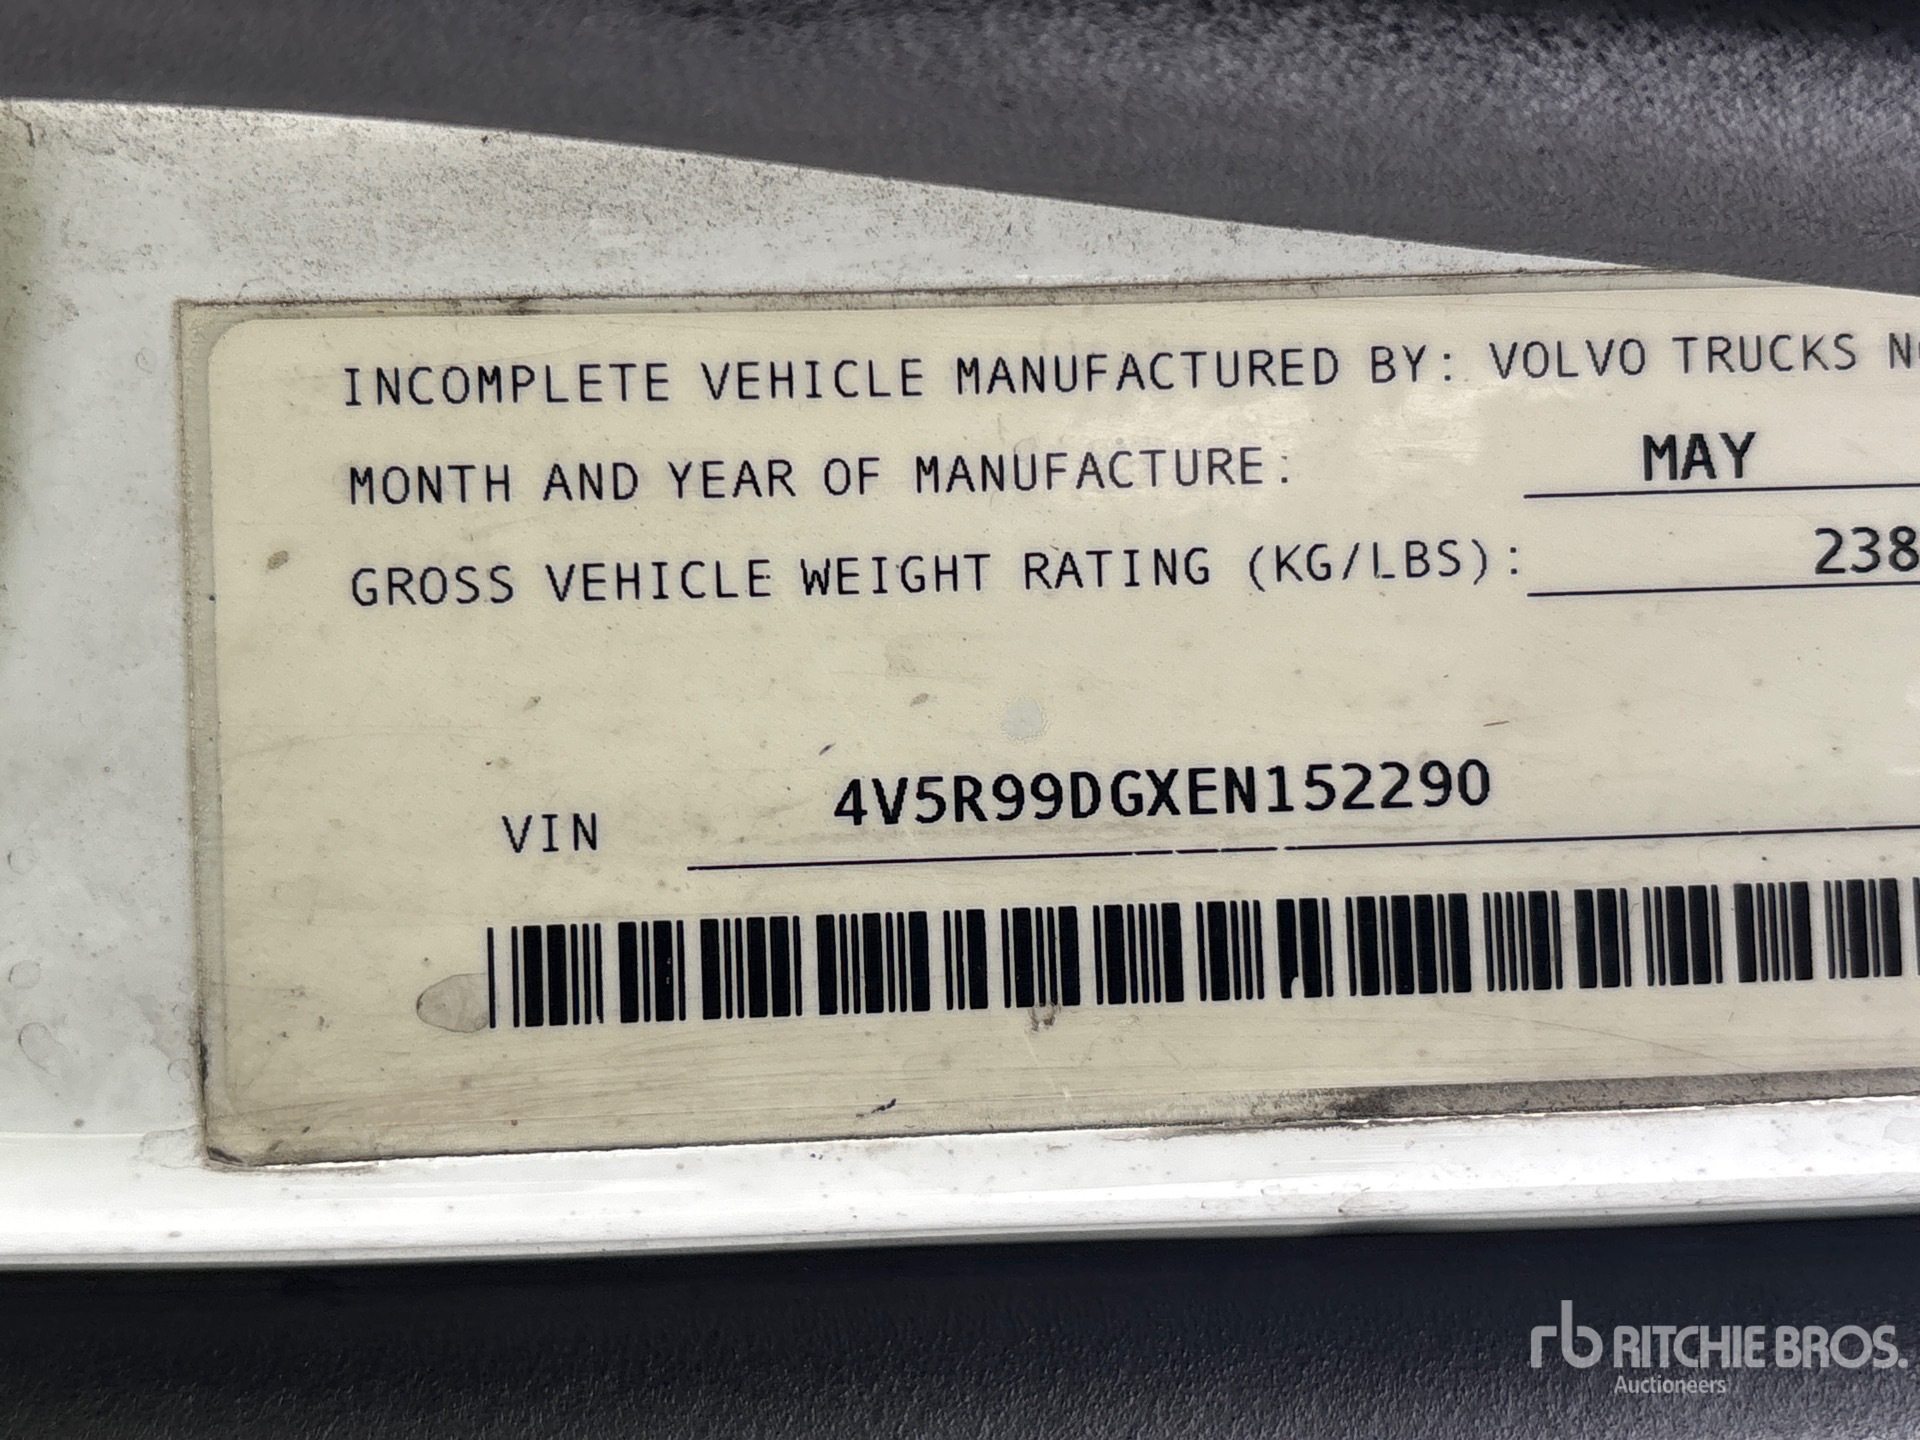 INCOMPLETE VEHICLE MANUFACTURED BY: VOLVO TRUCKS
MONTH AND YEAR OF MANUFACTURE: MAY
GROSS VEHICLE WEIGHT RATING (KG/LBS): 238
VIN 4V5R99DGXEN152290
rb RITCHIE BROS.
Auctioneers